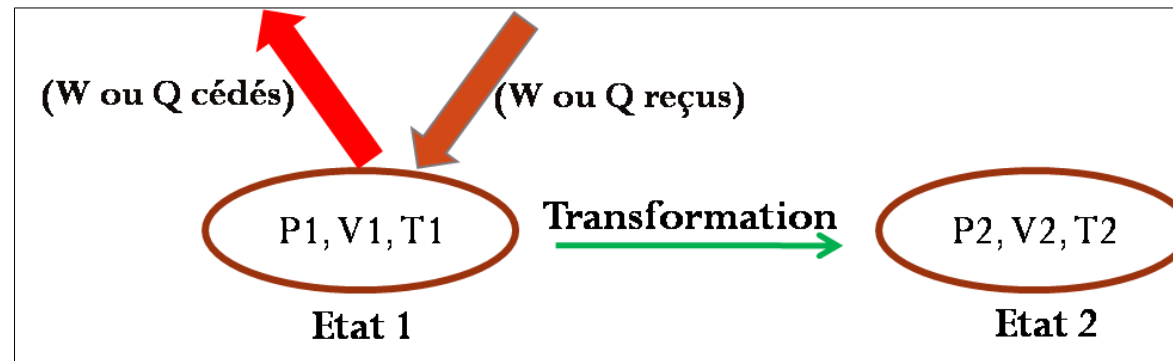 (W ou Q cédés)
(W ou Q reçus)
P1, V1, T1
Transformation
P2, V2, T2
Etat 1
Etat 2